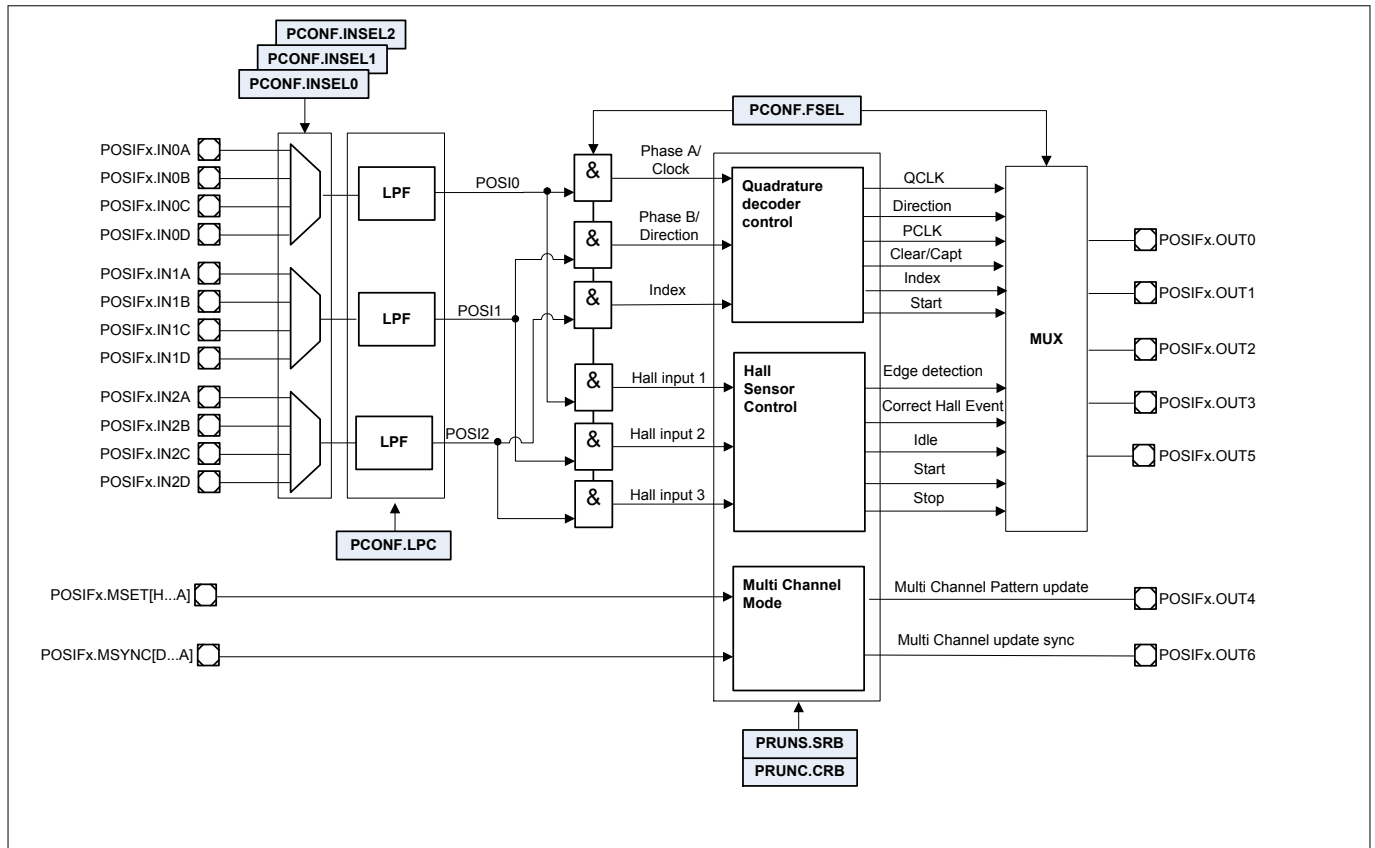 PCONF.INSEL2
PCONF.INSEL1
PCONF.INSEL0
PCONF.FSEL
POSIFx.IN0A
POSIFx.IN0B
POSIFx.IN0C
POSIFx.IN0D
POSIFx.IN1A
POSIFx.IN1B
POSIFx.IN1C
POSIFx.IN1D
POSIFx.IN2A
POSIFx.IN2B
POSIFx.IN2C
POSIFx.IN2D
LPF
LPF
LPF
PCONF.LPC
POSI0
POSI1
POSI2
&
&
&
&
&
&
Phase A/
Clock
Phase B/
Direction
Index
Hall input 1
Hall input 2
Hall input 3
Quadrature
decoder
control
Hall
Sensor
Control
QCLK
Direction
PCLK
Clear/Capt
Index
Start
Edge detection
Correct Hall Event
Idle
Start
Stop
MUX
POSIFx.OUT0
POSIFx.OUT1
POSIFx.OUT2
POSIFx.OUT3
POSIFx.OUT5
POSIFx.MSET[H...A]
POSIFx.MSYNC[D...A]
Multi Channel
Mode
Multi Channel Pattern update
Multi Channel update sync
POSIFx.OUT4
POSIFx.OUT6
PRUNS.SRB
PRUNC.CRB